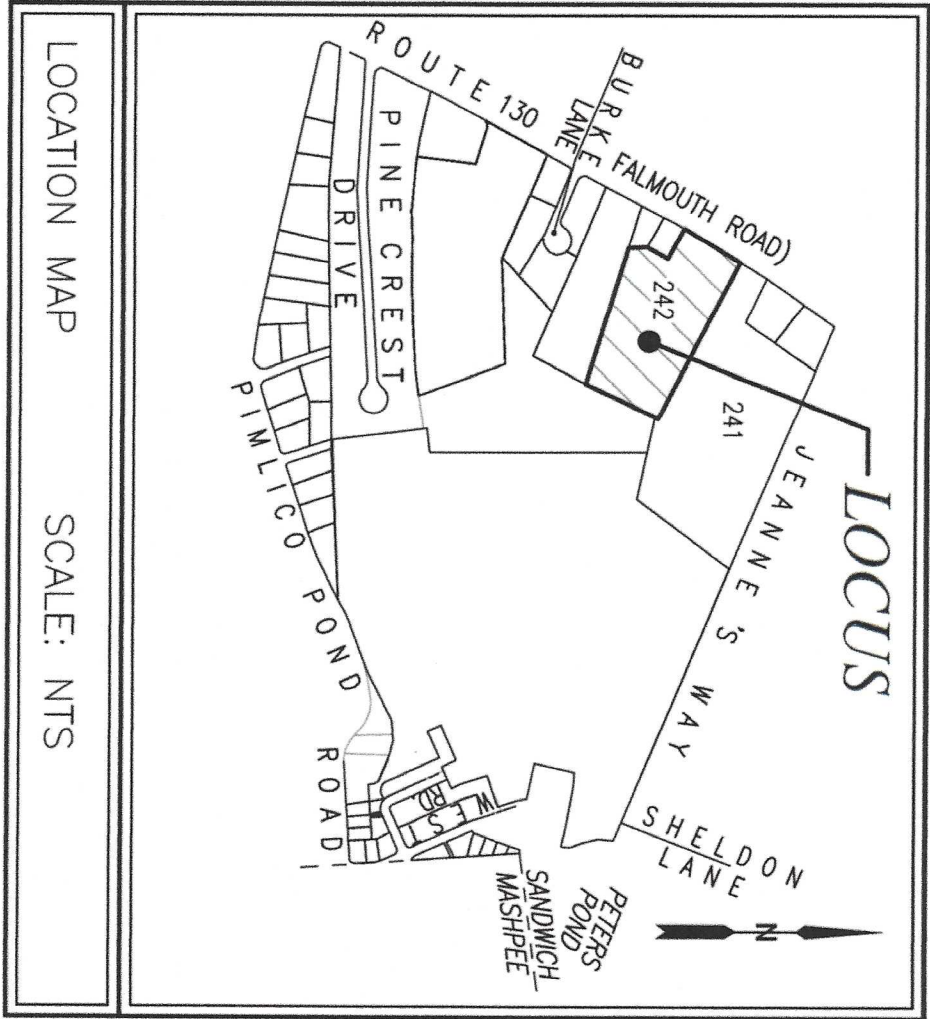 ROUTE 130
FALMOUTH ROAD)
BURKE
LANE
PINE CREST
DRIVE
242
241
LOCUS
JEANNE'S WAY
SHELDON
LANE
PIMLICO POND ROAD
WEST
RD.
PETERS
POND
SANDWICH
MASHPEE
N
LOCATION MAP SCALE: NTS